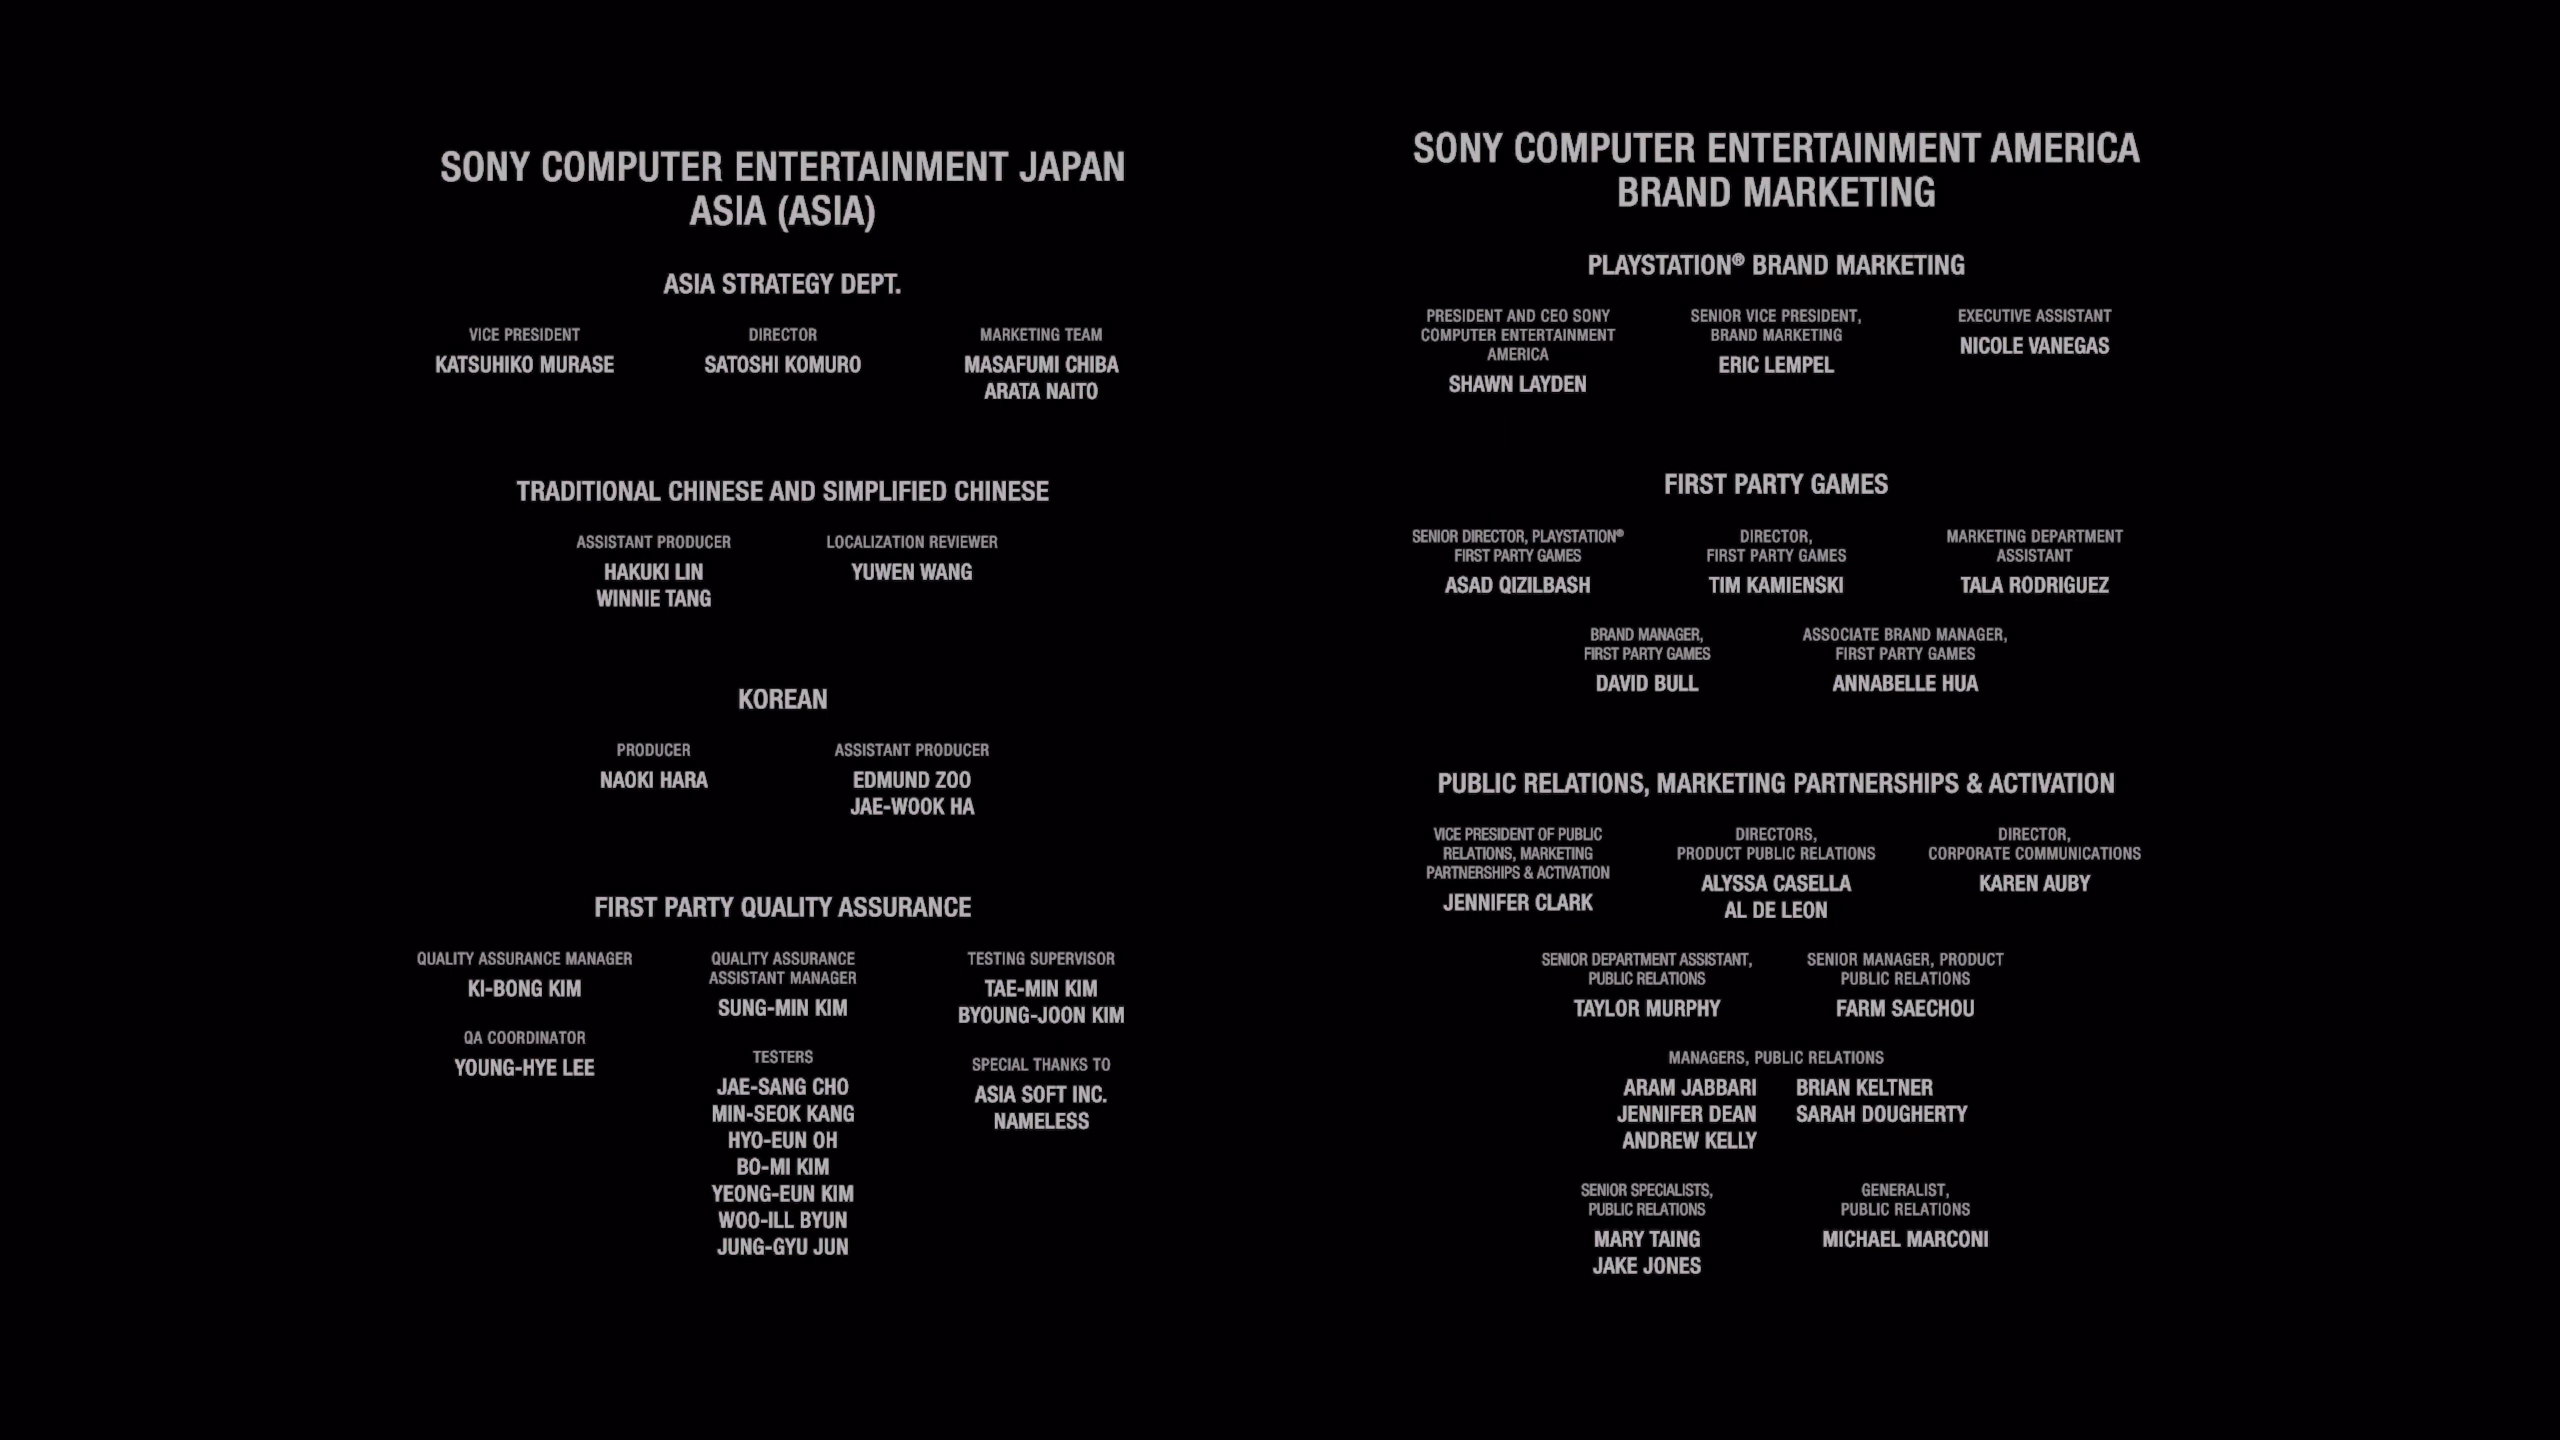 SONY COMPUTER ENTERTAINMENT JAPAN
ASIA (ASIA)
ASIA STRATEGY DEPT.
VICE PRESIDENT
KATSUHIKO MURASE
DIRECTOR
SATOSHI KOMURO
MARKETING TEAM
MASAFUMI CHIBA
ARATA NAITO
TRADITIONAL CHINESE AND SIMPLIFIED CHINESE
ASSISTANT PRODUCER
HAKUKI LIN
WINNIE TANG
LOCALIZATION REVIEWER
YUWEN WANG
KOREAN
PRODUCER
NAOKI HARA
ASSISTANT PRODUCER
EDMUND ZOO
JAE-WOOK HA
FIRST PARTY QUALITY ASSURANCE
QUALITY ASSURANCE MANAGER
KI-BONG KIM
QA COORDINATOR
YOUNG-HYE LEE
QUALITY ASSURANCE
ASSISTANT MANAGER
SUNG-MIN KIM
TESTERS
JAE-SANG CHO
MIN-SEOK KANG
HYO-EUN OH
BO-MI KIM
YEONG-EUN KIM
WOO-ILL BYUN
JUNG-GYU JUN
TESTING SUPERVISOR
TAE-MIN KIM
BYOUNG-JOON KIM
SPECIAL THANKS TO
ASIA SOFT INC.
NAMELESS
SONY COMPUTER ENTERTAINMENT AMERICA
BRAND MARKETING
PLAYSTATION® BRAND MARKETING
PRESIDENT AND CEO SONY
COMPUTER ENTERTAINMENT
AMERICA
SHAWN LAYDEN
SENIOR VICE PRESIDENT,
BRAND MARKETING
ERIC LEMPEL
EXECUTIVE ASSISTANT
NICOLE VANEGAS
FIRST PARTY GAMES
SENIOR DIRECTOR, PLAYSTATION®
FIRST PARTY GAMES
ASAD QIZILBASH
DIRECTOR,
FIRST PARTY GAMES
TIM KAMIENSKI
MARKETING DEPARTMENT
ASSISTANT
TALA RODRIGUEZ
BRAND MANAGER,
FIRST PARTY GAMES
DAVID BULL
ASSOCIATE BRAND MANAGER,
FIRST PARTY GAMES
ANNABELLE HUA
PUBLIC RELATIONS, MARKETING PARTNERSHIPS & ACTIVATION
VICE PRESIDENT OF PUBLIC
RELATIONS, MARKETING
PARTNERSHIPS & ACTIVATION
JENNIFER CLARK
DIRECTORS,
PRODUCT PUBLIC RELATIONS
ALYSSA CASELLA
AL DE LEON
DIRECTOR,
CORPORATE COMMUNICATIONS
KAREN AUBY
SENIOR DEPARTMENT ASSISTANT,
PUBLIC RELATIONS
TAYLOR MURPHY
SENIOR MANAGER, PRODUCT
PUBLIC RELATIONS
FARM SAECHOU
MANAGERS, PUBLIC RELATIONS
ARAM JABBARI
JENNIFER DEAN
ANDREW KELLY
BRIAN KELTNER
SARAH DOUGHERTY
SENIOR SPECIALISTS,
PUBLIC RELATIONS
MARY TAING
JAKE JONES
GENERALIST,
PUBLIC RELATIONS
MICHAEL MARCONI